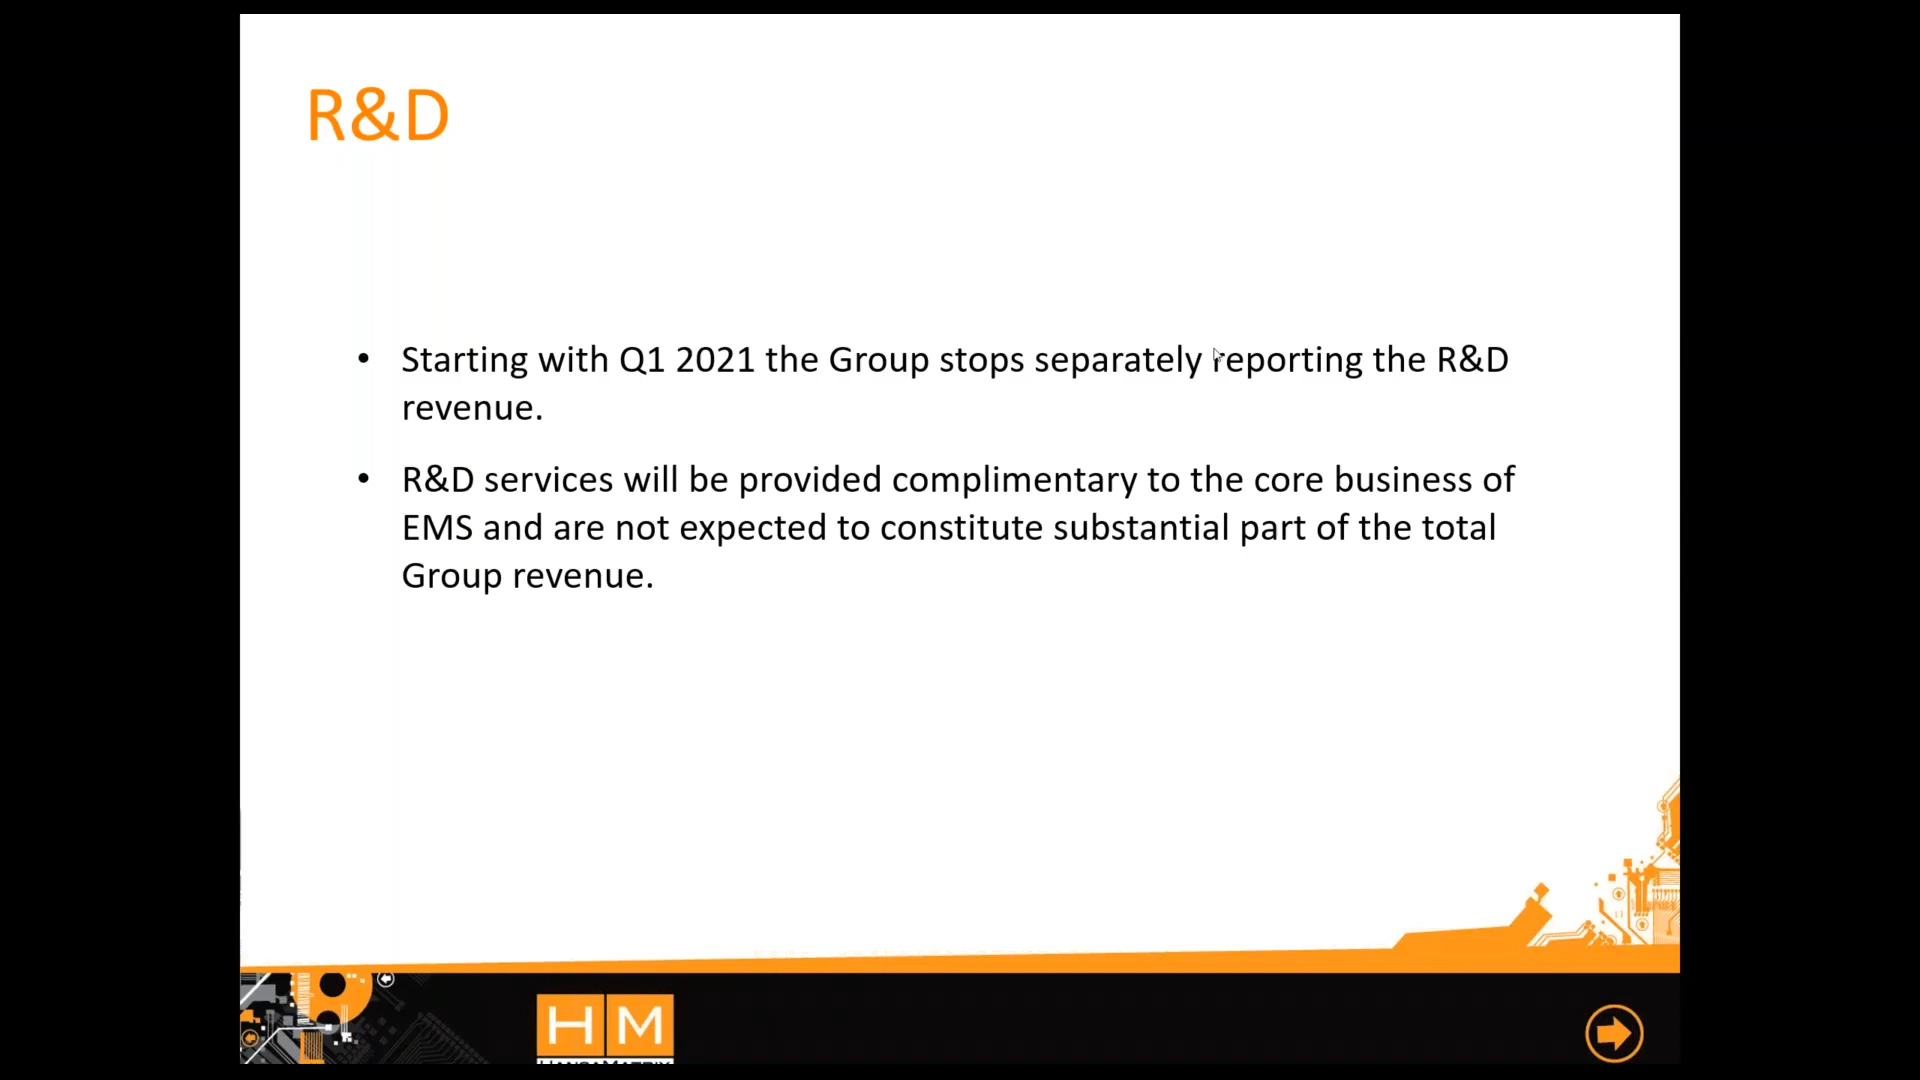 R&D
• Starting with Q1 2021 the Group stops separately reporting the R&D
revenue.
• R&D services will be provided complimentary to the core business of
EMS and are not expected to constitute substantial part of the total
Group revenue.
HM
HANSAMATRIX